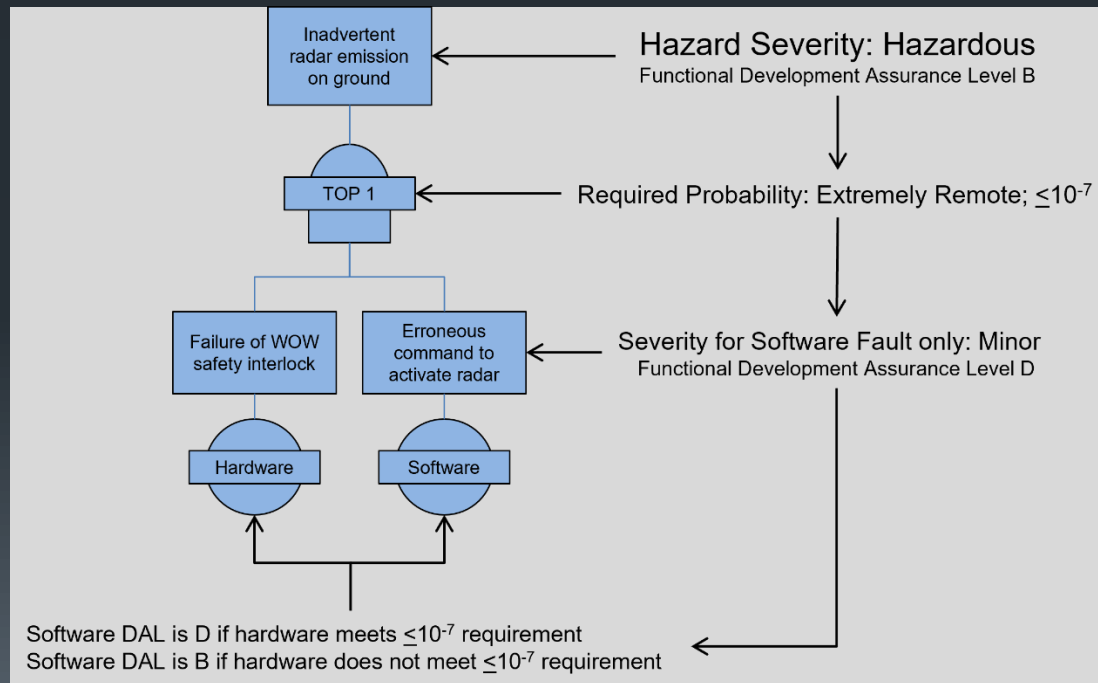 Inadvertent
radar emission
on ground
Hazard Severity: Hazardous
Functional Development Assurance Level B
TOP 1
Required Probability: Extremely Remote; <10-7
Failure of WOW
safety interlock
Erroneous
command to
activate radar
Severity for Software Fault only: Minor
Functional Development Assurance Level D
Hardware
Software
Software DAL is D if hardware meets <10-7 requirement
Software DAL is B if hardware does not meet <10-7 requirement